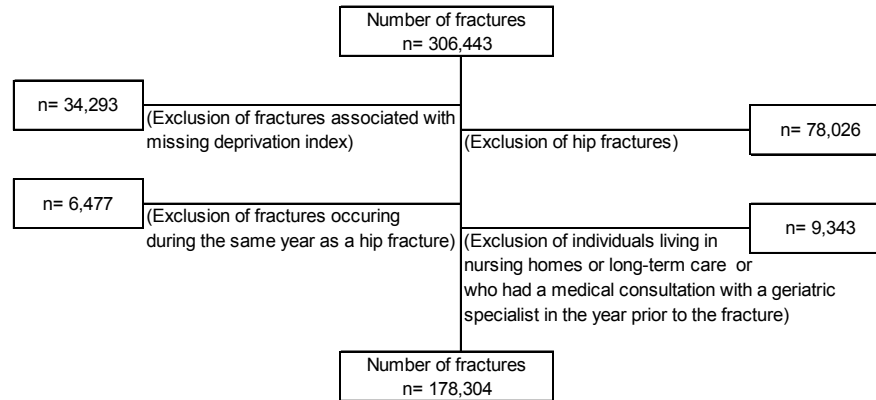 Number of fractures
n= 306,443
n= 34,293
(Exclusion of fractures associated with
missing deprivation index)
(Exclusion of hip fractures)
n= 78,026
n= 6,477
(Exclusion of fractures occuring
during the same year as a hip fracture)
(Exclusion of individuals living in
nursing homes or long-term care or
who had a medical consultation with a geriatric
specialist in the year prior to the fracture)
n= 9,343
Number of fractures
n= 178,304